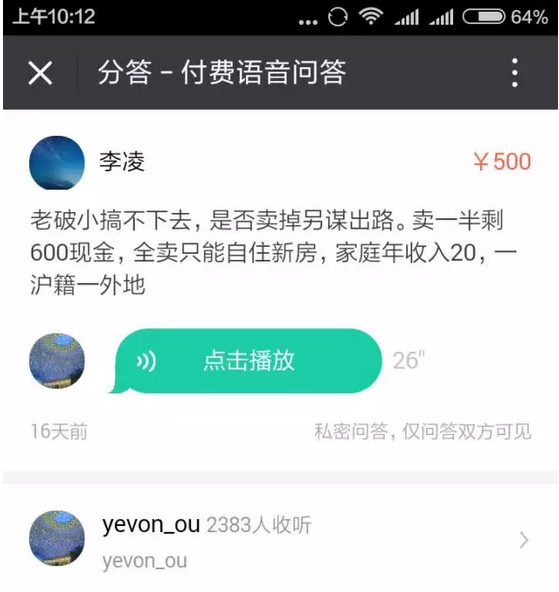 上午10:12
... 64%
分答 - 付费语音问答
李凌
￥500
老破小搞不下去，是否卖掉另谋出路。卖一半剩
600现金，全卖只能自住新房，家庭年收入20，一
沪籍一外地
点击播放 26"
16天前
私密问答，仅问答双方可见
yevon_ou 2383人收听
yevon_ou